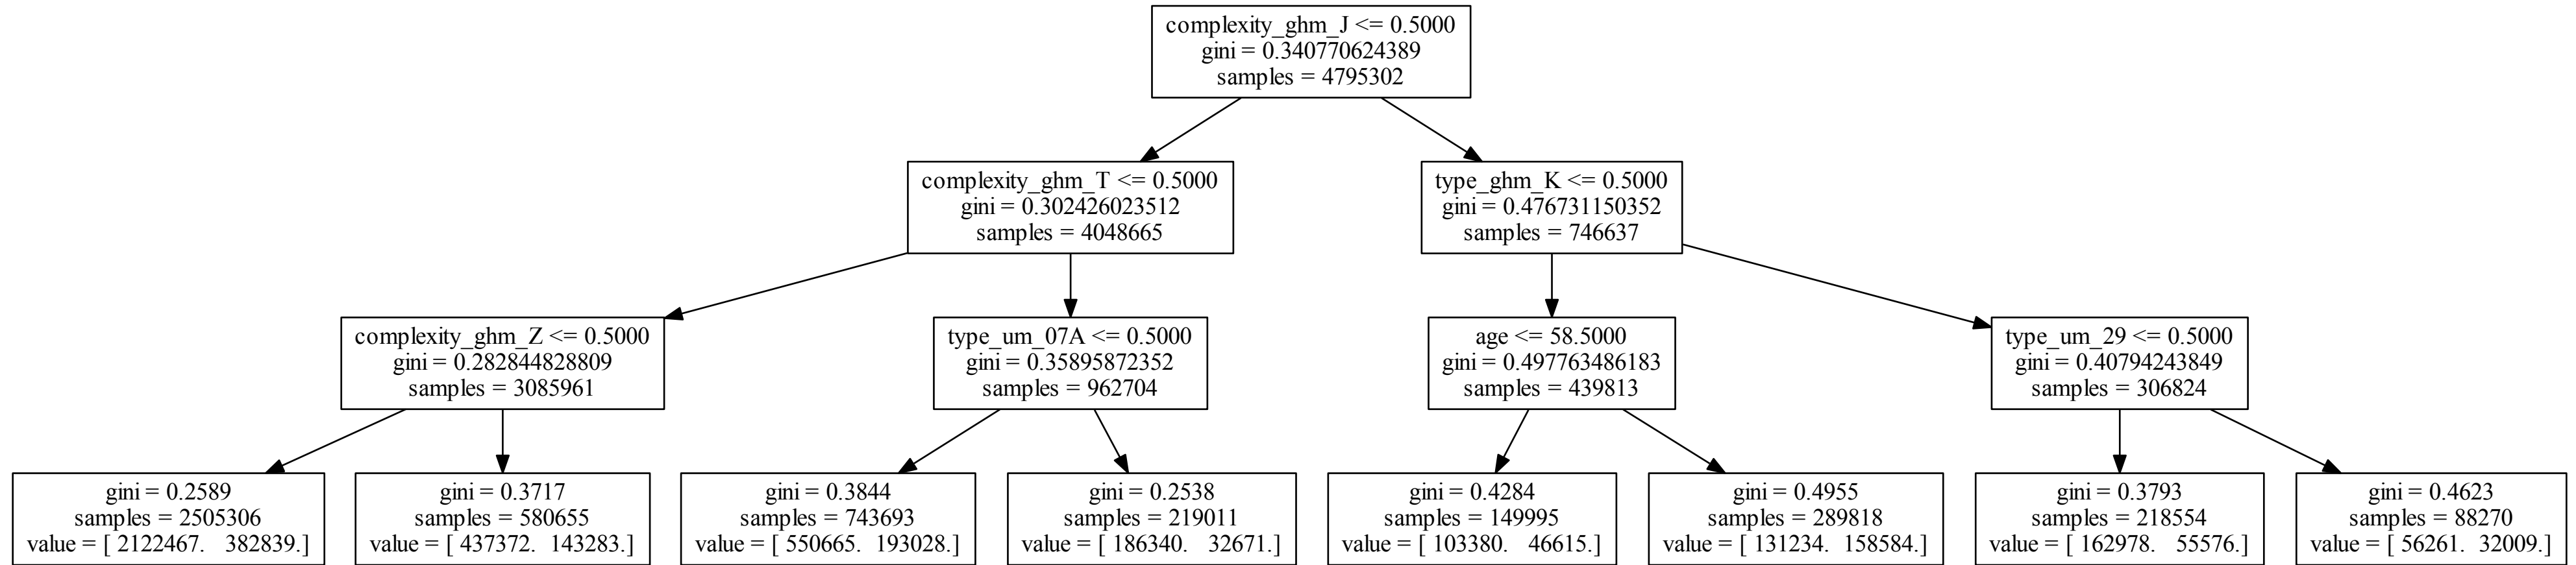 complexity_ghm_J <= 0.5000
gini = 0.340770624389
samples = 4795302
complexity_ghm_T <= 0.5000
gini = 0.302426023512
samples = 4048665
type_ghm_K <= 0.5000
gini = 0.476731150352
samples = 746637
complexity_ghm_Z <= 0.5000
gini = 0.282844828809
samples = 3085961
type_um_07A <= 0.5000
gini = 0.35895872352
samples = 962704
age <= 58.5000
gini = 0.497763486183
samples = 439813
type_um_29 <= 0.5000
gini = 0.40794243849
samples = 306824
gini = 0.2589
samples = 2505306
value = [ 2122467.   382839.]
gini = 0.3717
samples = 580655
value = [ 437372.  143283.]
gini = 0.3844
samples = 743693
value = [ 550665.  193028.]
gini = 0.2538
samples = 219011
value = [ 186340.   32671.]
gini = 0.4284
samples = 149995
value = [ 103380.   46615.]
gini = 0.4955
samples = 289818
value = [ 131234.  158584.]
gini = 0.3793
samples = 218554
value = [ 162978.   55576.]
gini = 0.4623
samples = 88270
value = [ 56261.  32009.]